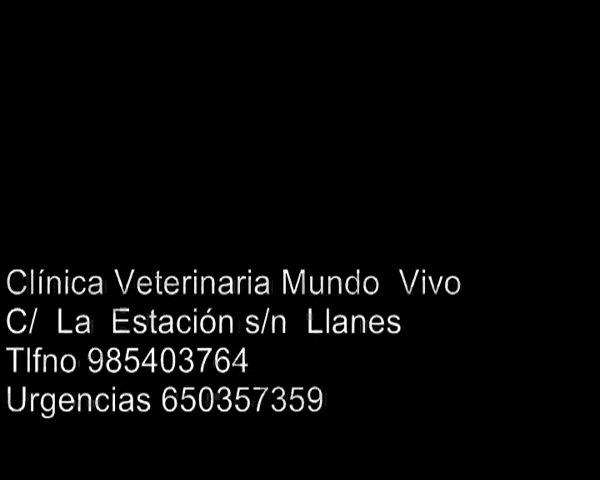 Clínica Veterinaria Mundo Vivo
C/ La Estación s/n Llanes
Tlfno 985403764
Urgencias 650357359